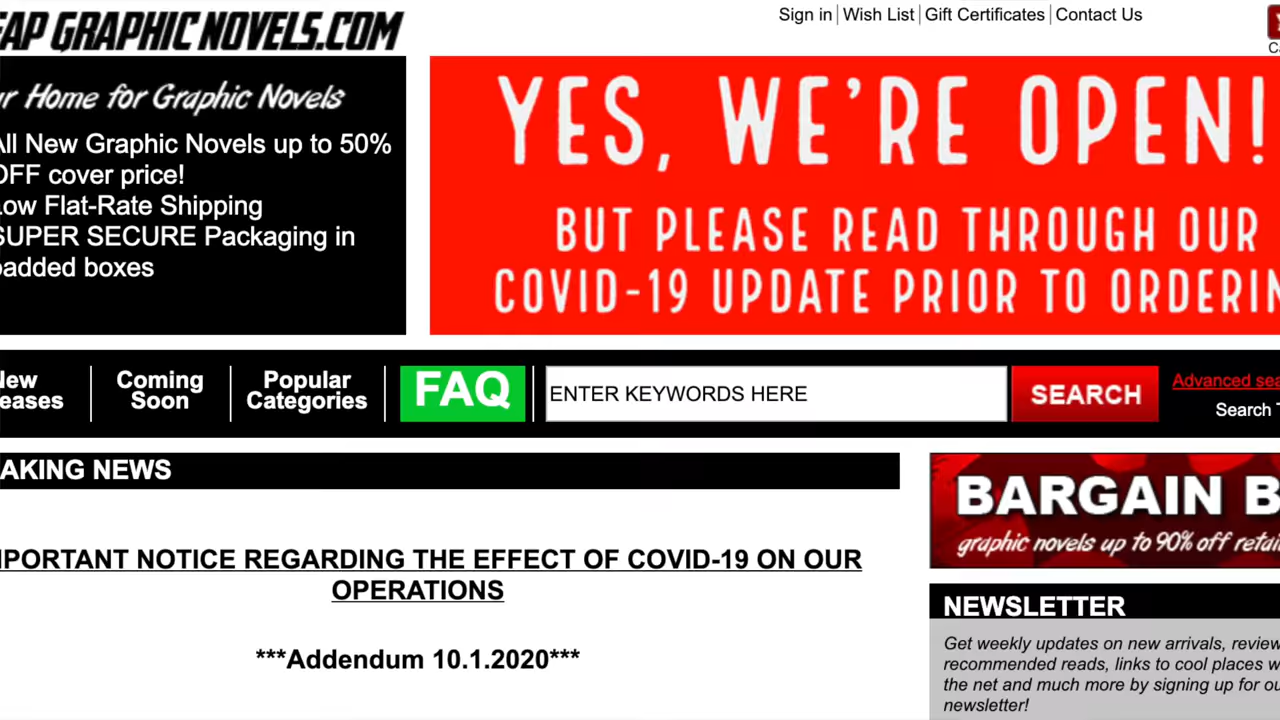 EAP GRAPHIC NOVELS.COM
Sign in | Wish List | Gift Certificates | Contact Us
ur Home for Graphic Novels
All New Graphic Novels up to 50%
OFF cover price!
Low Flat-Rate Shipping
SUPER SECURE Packaging in
padded boxes
YES, WE'RE OPEN!
BUT PLEASE READ THROUGH OUR
COVID-19 UPDATE PRIOR TO ORDERIN
New
eases
Coming
Soon
Popular
Categories
FAQ
ENTER KEYWORDS HERE
SEARCH
Advanced sea
Search T
AKING NEWS
MPORTANT NOTICE REGARDING THE EFFECT OF COVID-19 ON OUR
OPERATIONS
***Addendum 10.1.2020***
BARGAIN B
graphic novels up to 90% off retai
NEWSLETTER
Get weekly updates on new arrivals, review
recommended reads, links to cool places w
the net and much more by signing up for ou
newsletter!